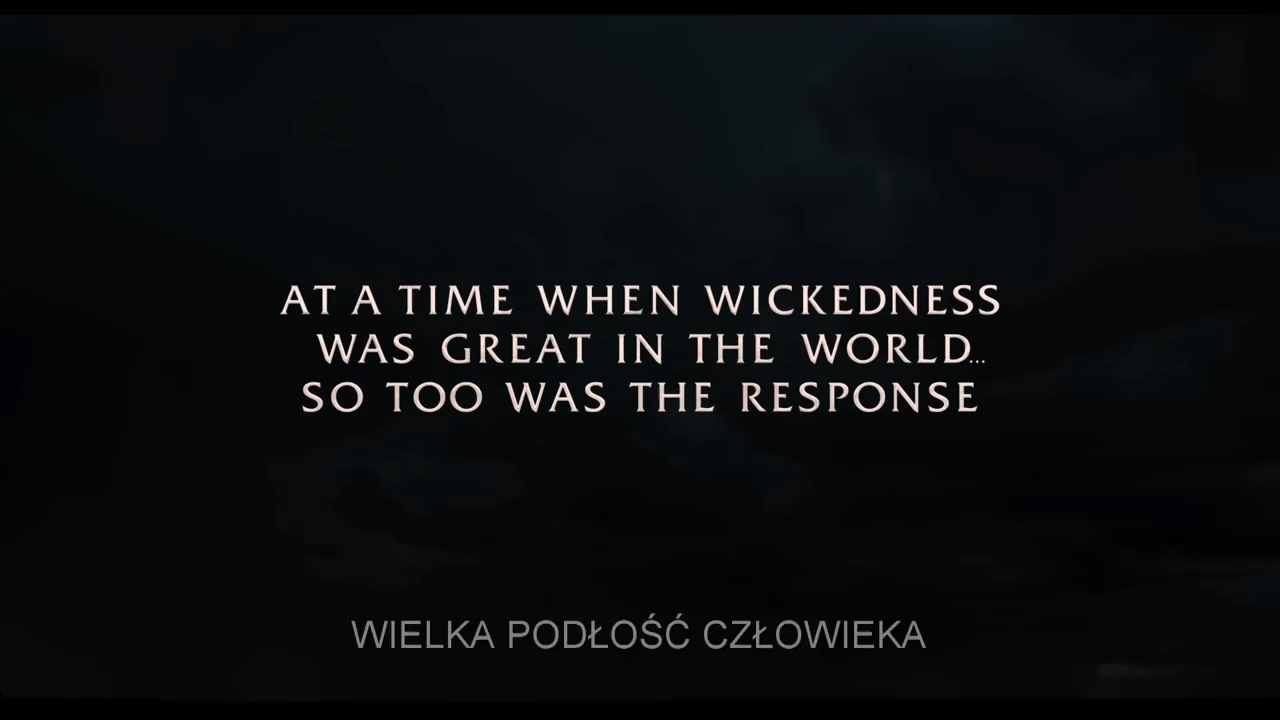 AT A TIME WHEN WICKEDNESS
WAS GREAT IN THE WORLD...
SO TOO WAS THE RESPONSE
WIELKA PODŁOŚĆ CZŁOWIEKA